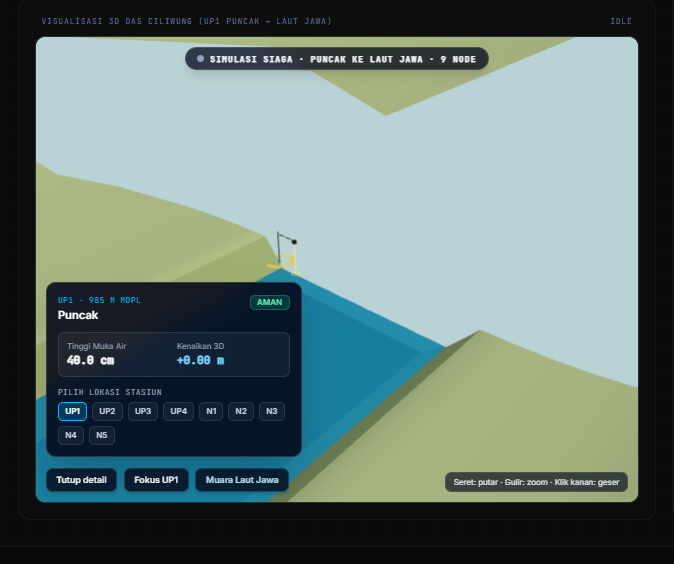 VISUALISASI 3D DAS CILIWUNG (UP1 PUNCAK → LAUT JAWA)
IDLE
SIMULASI SIAGA · PUNCAK KE LAUT JAWA · 9 NODE
UP1 · 985 M MDPL
AMAN
Puncak
Tinggi Muka Air
Kenaikan 3D
40.0 cm
+0.00 m
PILIH LOKASI STASIUN
UP1 UP2 UP3 UP4 N1 N2 N3
N4 N5
Tutup detail
Fokus UP1
Muara Laut Jawa
Seret: putar · Gulir: zoom · Klik kanan: geser